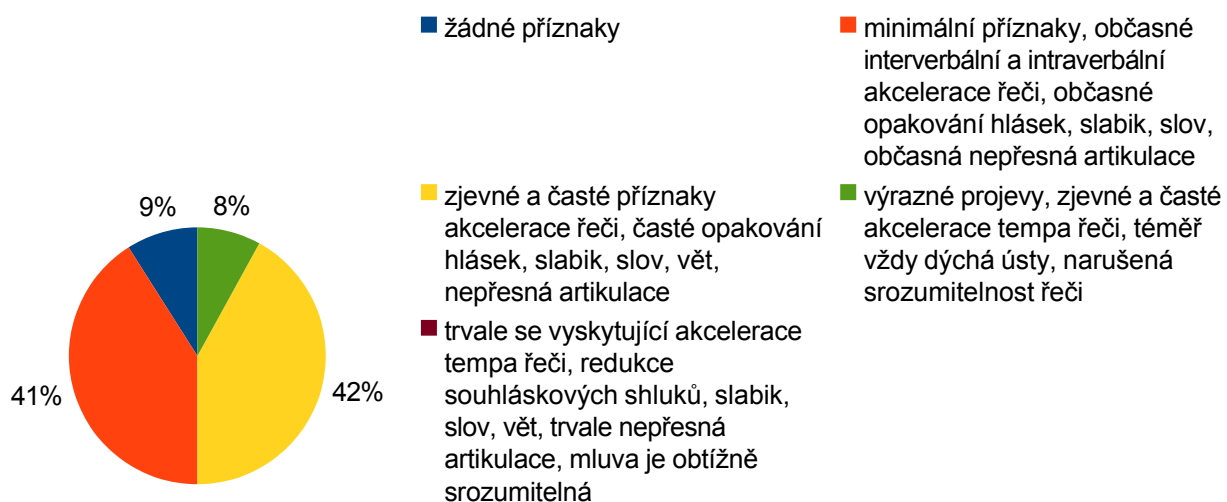 žádné příznaky
minimální příznaky, občasné
interverbální a intraverbální
akcelerace řeči, občasné
opakování hlásek, slabik, slov,
občasná nepřesná artikulace
zjevné a časté příznaky
akcelerace řeči, časté opakování
hlásek, slabik, slov, vět,
nepřesná artikulace
výrazné projevy, zjevné a časté
akcelerace tempa řeči, téměř
vždy dýchá ústy, narušená
srozumitelnost řeči
trvale se vyskytující akcelerace
tempa řeči, redukce
souhláskových shluků, slabik,
slov, vět, trvale nepřesná
artikulace, mluva je obtížně
srozumitelná
9%
8%
41%
42%